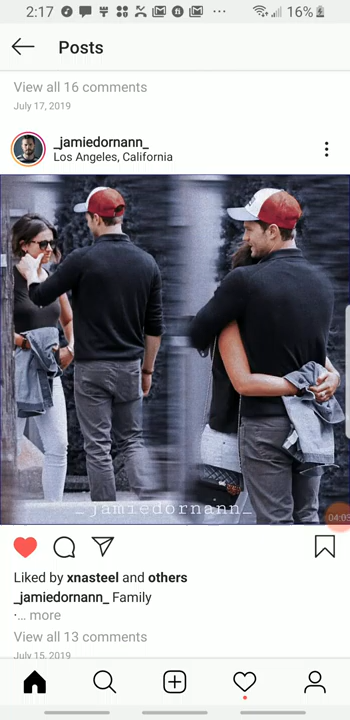 2:17
16%
Posts
View all 16 comments
July 17, 2019
_jamiedornann_
Los Angeles, California
_jamiedornann_
04:03
Liked by xnasteel and others
_jamiedornann_ Family
·... more
View all 13 comments
July 15, 2019